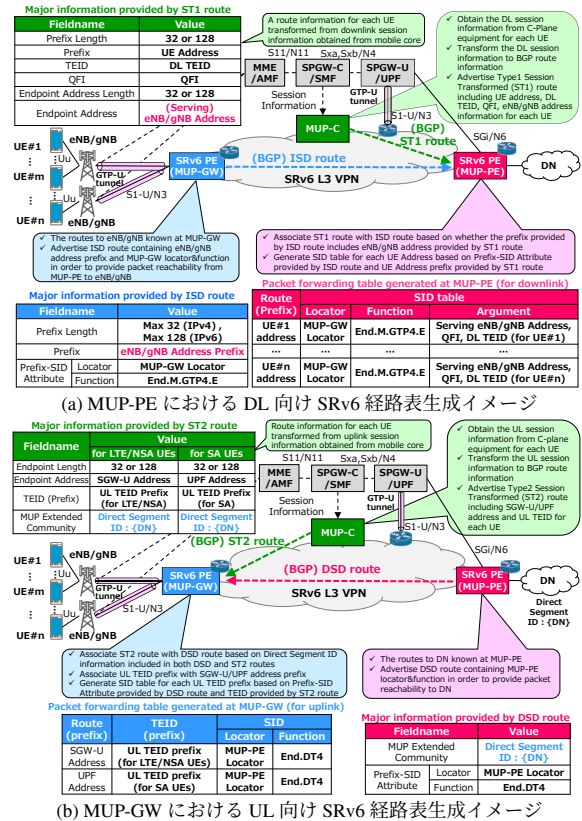 Major information provided by ST1 route
Fieldname Value
Prefix Length 32 or 128
Prefix UE Address
TEID DL TEID
QFI QFI
Endpoint Address Length 32 or 128
Endpoint Address (Serving) eNB/gNB Address
A route information for each UE
transformed from downlink session
information obtained from mobile core
✓ Obtain the DL session
information from C-Plane
equipment for each UE
✓ Transform the DL session
information to BGP route
information
✓ Advertise Type1 Session
Transformed (ST1) route
including UE address, DL
TEID, QFI, eNB/gNB address
information for each UE
S11/N11
Sxa,Sxb/N4
MME
/AMF
SPGW-C
/SMF
SPGW-U
/UPF
Session
Information
GTP-U
tunnel
S1-U/N3
MUP-C
(BGP)
ST1 route
SGi/N6
UE#1
UE#m
UE#n
eNB/gNB
Uu
GTP-U
tunnel
S1-U/N3
Uu
eNB/gNB
SRv6 PE
(MUP-GW)
(BGP) ISD route
SRv6 L3 VPN
SRv6 PE
(MUP-PE)
DN
✓ The routes to eNB/gNB known at MUP-GW
✓ Advertise ISD route containing eNB/gNB
address prefix and MUP-GW locator&function
in order to provide packet reachability from
MUP-PE to eNB/gNB
✓ Associate ST1 route with ISD route based on whether the prefix provided
by ISD route includes eNB/gNB address provided by ST1 route
✓ Generate SID table for each UE Address based on Prefix-SID Attribute
provided by ISD route and UE Address prefix provided by ST1 route
Major information provided by ISD route
Fieldname Value
Prefix Length Max 32 (IPv4) , Max 128 (IPv6)
Prefix eNB/gNB Address Prefix
Prefix-SID Attribute Locator MUP-GW Locator
Function End.M.GTP4.E
Packet forwarding table generated at MUP-PE (for downlink)
Route (Prefix) SID table
Locator Function Argument
UE#1 address MUP-GW Locator End.M.GTP4.E Serving eNB/gNB Address, QFI, DL TEID (for UE#1)
... ... ... ...
UE#n address MUP-GW Locator End.M.GTP4.E Serving eNB/gNB Address, QFI, DL TEID (for UE#n)
(a) MUP-PE における DL 向け SRv6 経路表生成イメージ
Major information provided by ST2 route
Fieldname Value
for LTE/NSA UEs for SA UEs
Endpoint Length 32 or 128 32 or 128
Endpoint Address SGW-U Address UPF Address
TEID (Prefix) UL TEID Prefix (for LTE/NSA) UL TEID Prefix (for SA)
MUP Extended Community Direct Segment ID : {DN} Direct Segment ID : {DN}
Route information for each UE
transformed from uplink session
information obtained from mobile core
✓ Obtain the UL session
information from C-plane
equipment for each UE
✓ Transform the UL session
information to BGP route
information
✓ Advertise Type2 Session
Transformed (ST2) route
including SGW-U/UPF
address and UL TEID for
each UE
S11/N11
Sxa,Sxb/N4
MME
/AMF
SPGW-C
/SMF
SPGW-U
/UPF
Session
Information
GTP-U
tunnel
S1-U/N3
MUP-C
(BGP) ST2 route
SGi/N6
UE#1
UE#m
UE#n
eNB/gNB
Uu
GTP-U
tunnel
S1-U/N3
Uu
eNB/gNB
SRv6 PE
(MUP-GW)
(BGP) DSD route
SRv6 L3 VPN
SRv6 PE
(MUP-PE)
DN
Direct
Segment
ID : {DN}
✓ Associate ST2 route with DSD route based on Direct Segment ID
information included in both DSD and ST2 routes
✓ Associate UL TEID prefix with SGW-U/UPF address prefix
✓ Generate SID table for each UL TEID prefix based on Prefix-SID
Attribute provided by DSD route and TEID provided by ST2 route
✓ The routes to DN known at MUP-PE
✓ Advertise DSD route containing MUP-PE
locator&function in order to provide packet
reachability to DN
Packet forwarding table generated at MUP-GW (for uplink)
Route (prefix) TEID (prefix) SID
Locator Function
SGW-U Address UL TEID prefix (for LTE/NSA UEs) MUP-PE Locator End.DT4
UPF Address UL TEID prefix (for SA UEs) MUP-PE Locator End.DT4
Major information provided by DSD route
Fieldname Value
MUP Extended Community Direct Segment ID : {DN}
Prefix-SID Attribute Locator MUP-PE Locator
Function End.DT4
(b) MUP-GW における UL 向け SRv6 経路表生成イメージ